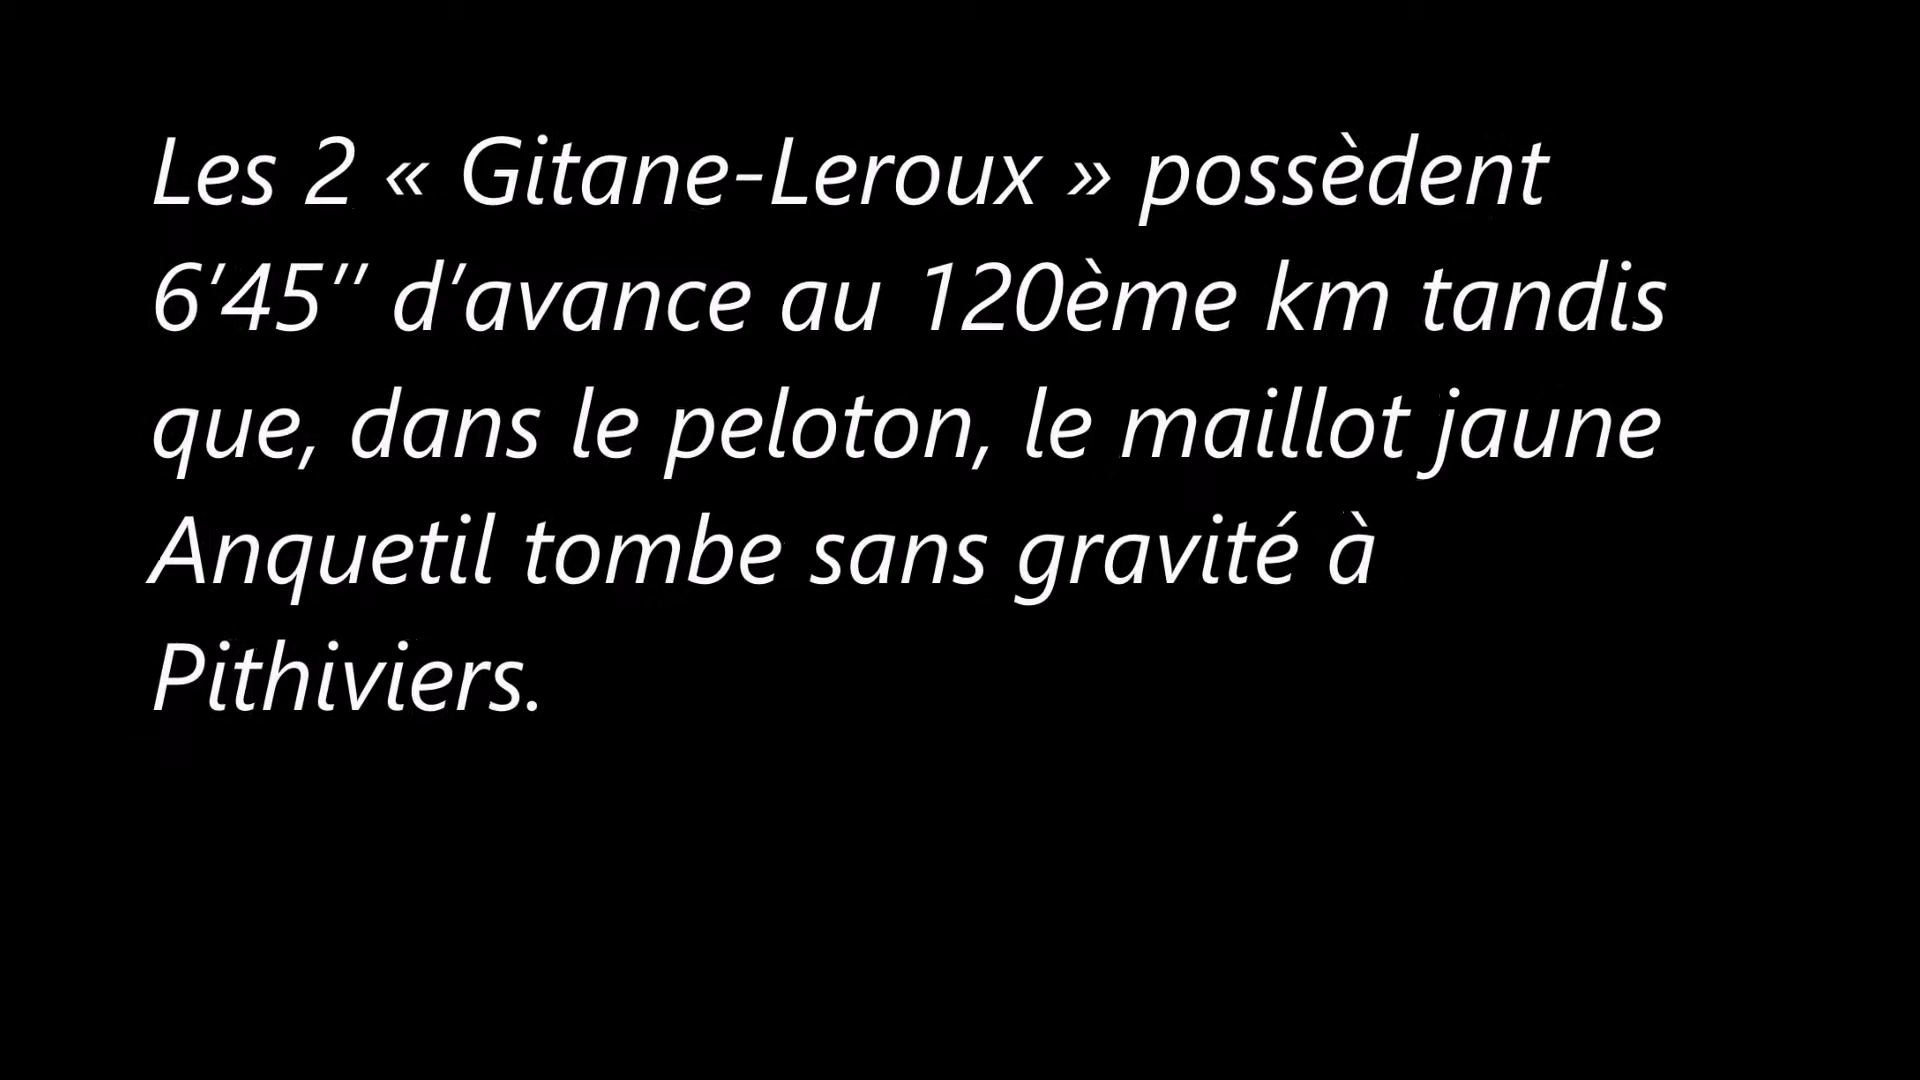 Les 2 « Gitane-Leroux » possèdent
6’45’’ d’avance au 120ème km tandis
que, dans le peloton, le maillot jaune
Anquetil tombe sans gravité à
Pithiviers.